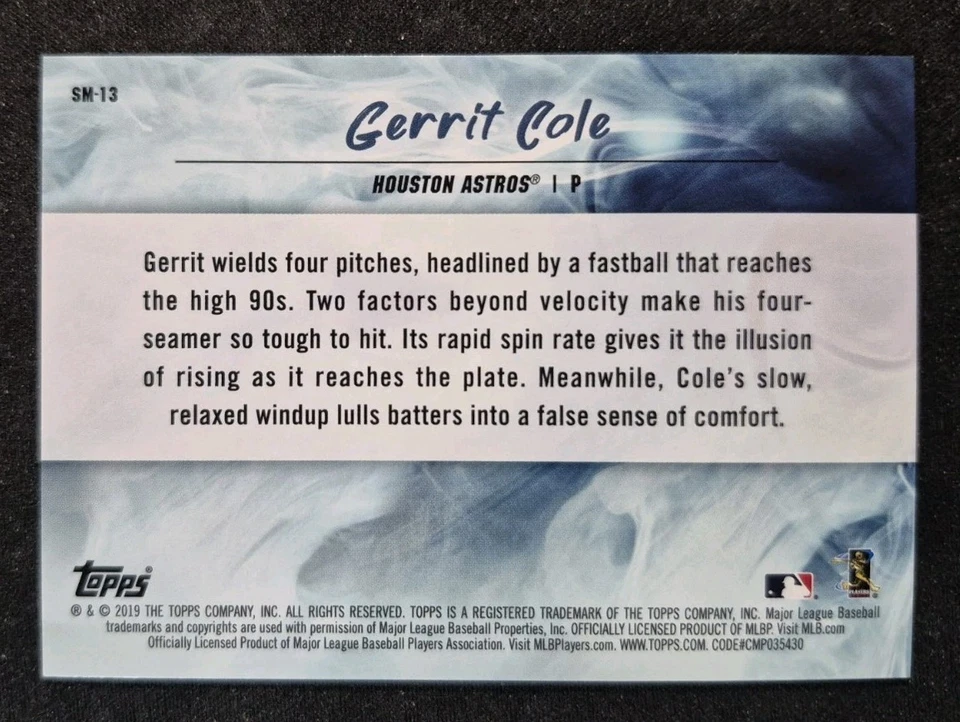 SM-13
Gerrit Cole
HOUSTON ASTROS® | P
Gerrit wields four pitches, headlined by a fastball that reaches
the high 90s. Two factors beyond velocity make his four-
seamer so tough to hit. Its rapid spin rate gives it the illusion
of rising as it reaches the plate. Meanwhile, Cole's slow,
relaxed windup lulls batters into a false sense of comfort.
Topps®
® & © 2019 THE TOPPS COMPANY, INC. ALL RIGHTS RESERVED. TOPPS IS A REGISTERED TRADEMARK OF THE TOPPS COMPANY, INC. Major League Baseball
trademarks and copyrights are used with permission of Major League Baseball Properties, Inc. OFFICIALLY LICENSED PRODUCT OF MLBP. Visit MLB.com
Officially Licensed Product of Major League Baseball Players Association. Visit MLBPlayers.com. WWW.TOPPS.COM. CODE#CMP035430